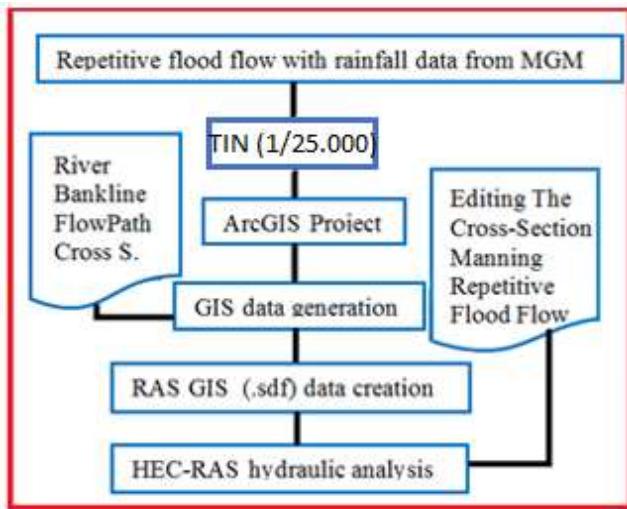 Repetitive flood flow with rainfall data from MGM
TIN (1/25.000)
River
Bankline
FlowPath
Cross S.
ArcGIS Project
Editing The
Cross-Section
Manning
Repetitive
Flood Flow
GIS data generation
RAS GIS (.sdf) data creation
HEC-RAS hydraulic analysis